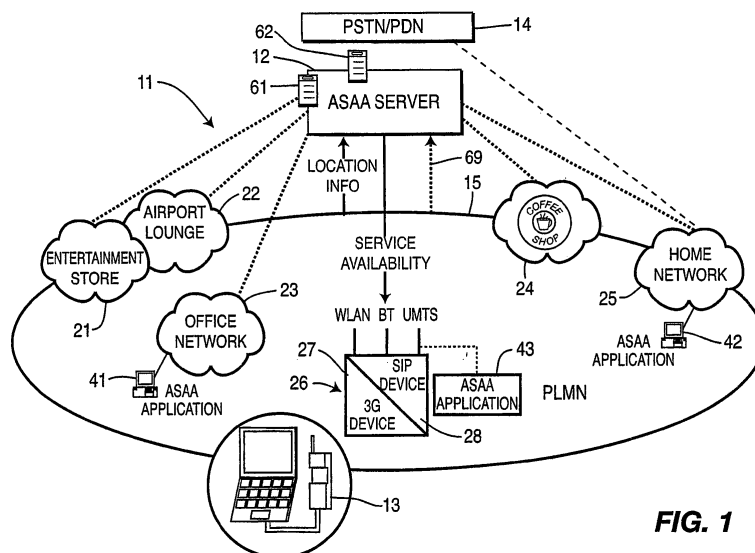 PSTN/PDN
14
62
12
61
11
ASAA SERVER
69
LOCATION
INFO
15
22
AIRPORT
LOUNGE
ENTERTAINMENT
STORE
21
COFFEE
SHOP
24
HOME
NETWORK
25
SERVICE
AVAILABILITY
23
OFFICE
NETWORK
WLAN BT UMTS
42
ASAA
APPLICATION
41
ASAA
APPLICATION
27
26
SIP
DEVICE
3G
DEVICE
28
43
ASAA
APPLICATION
PLMN
13
FIG. 1